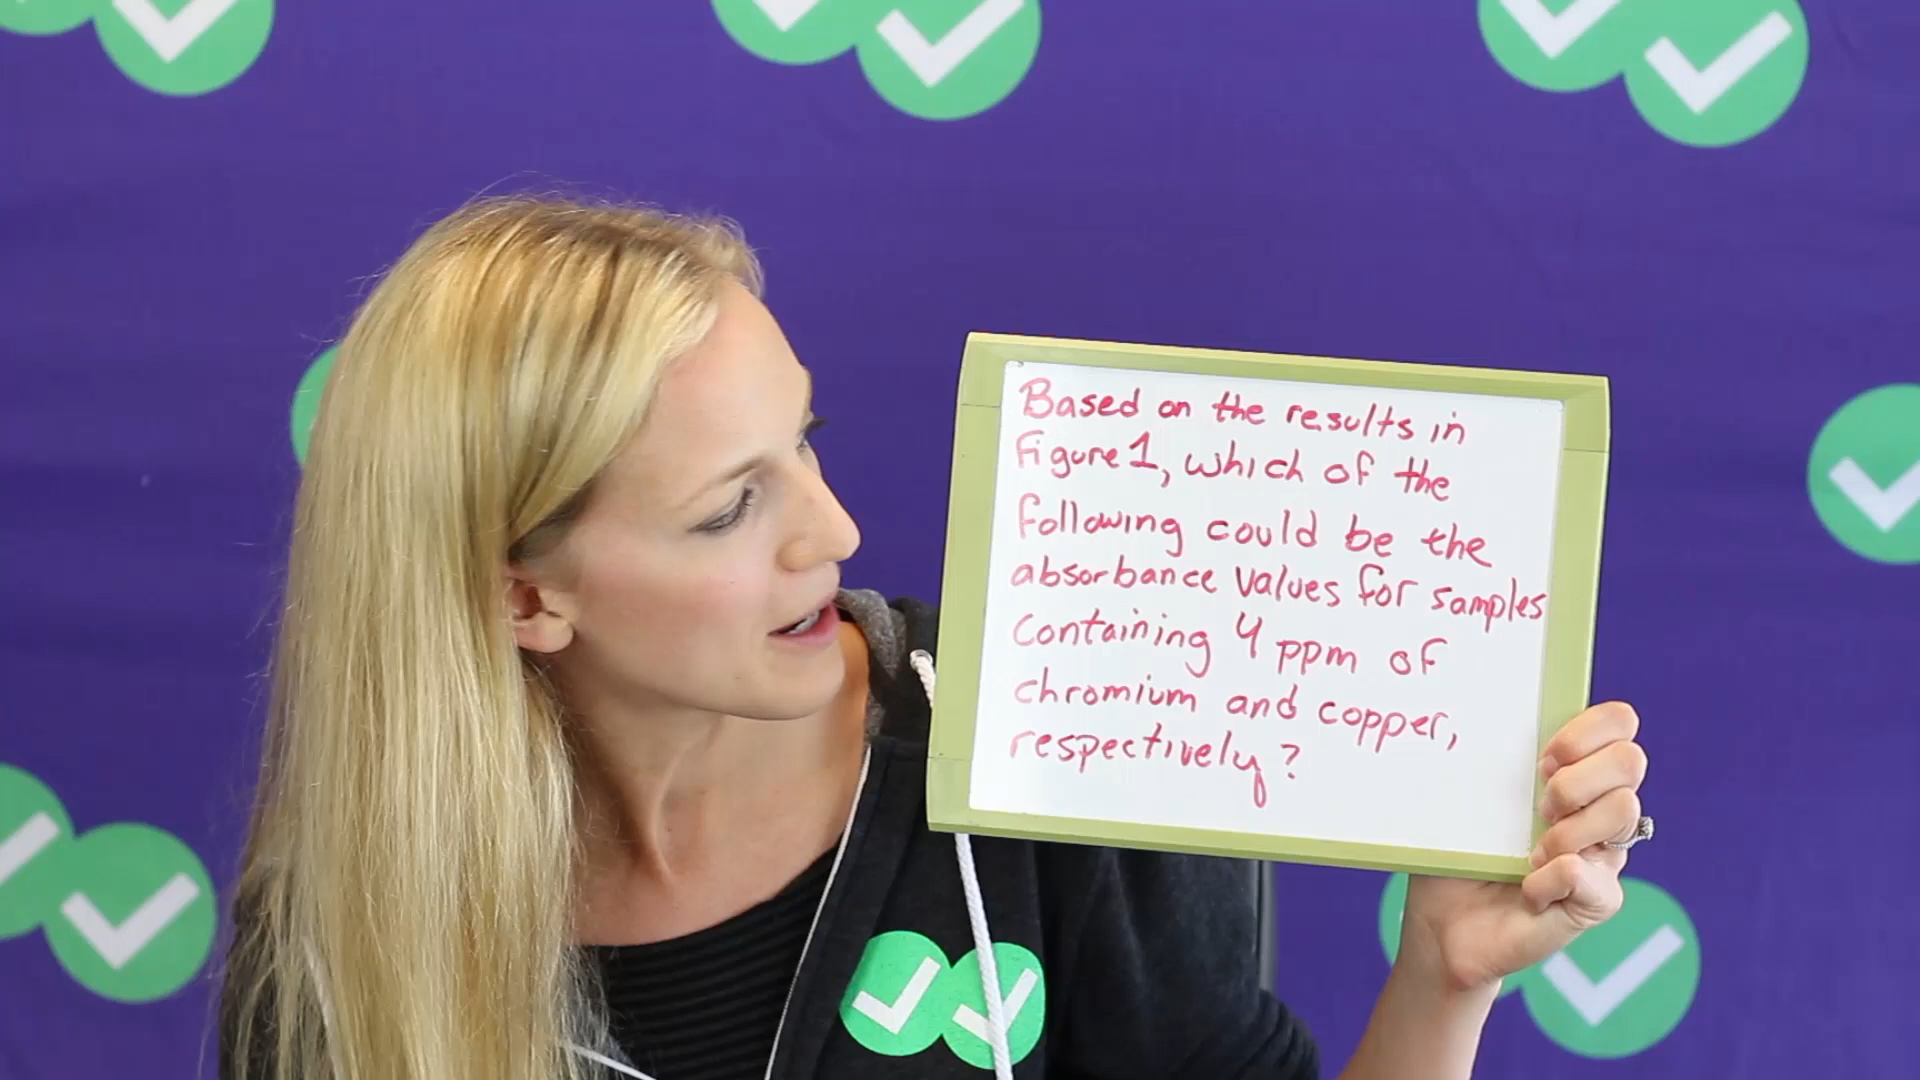 Based on the results in
Figure 1, which of the
following could be the
absorbance values for samples
containing 4 ppm of
chromium and copper,
respectively?